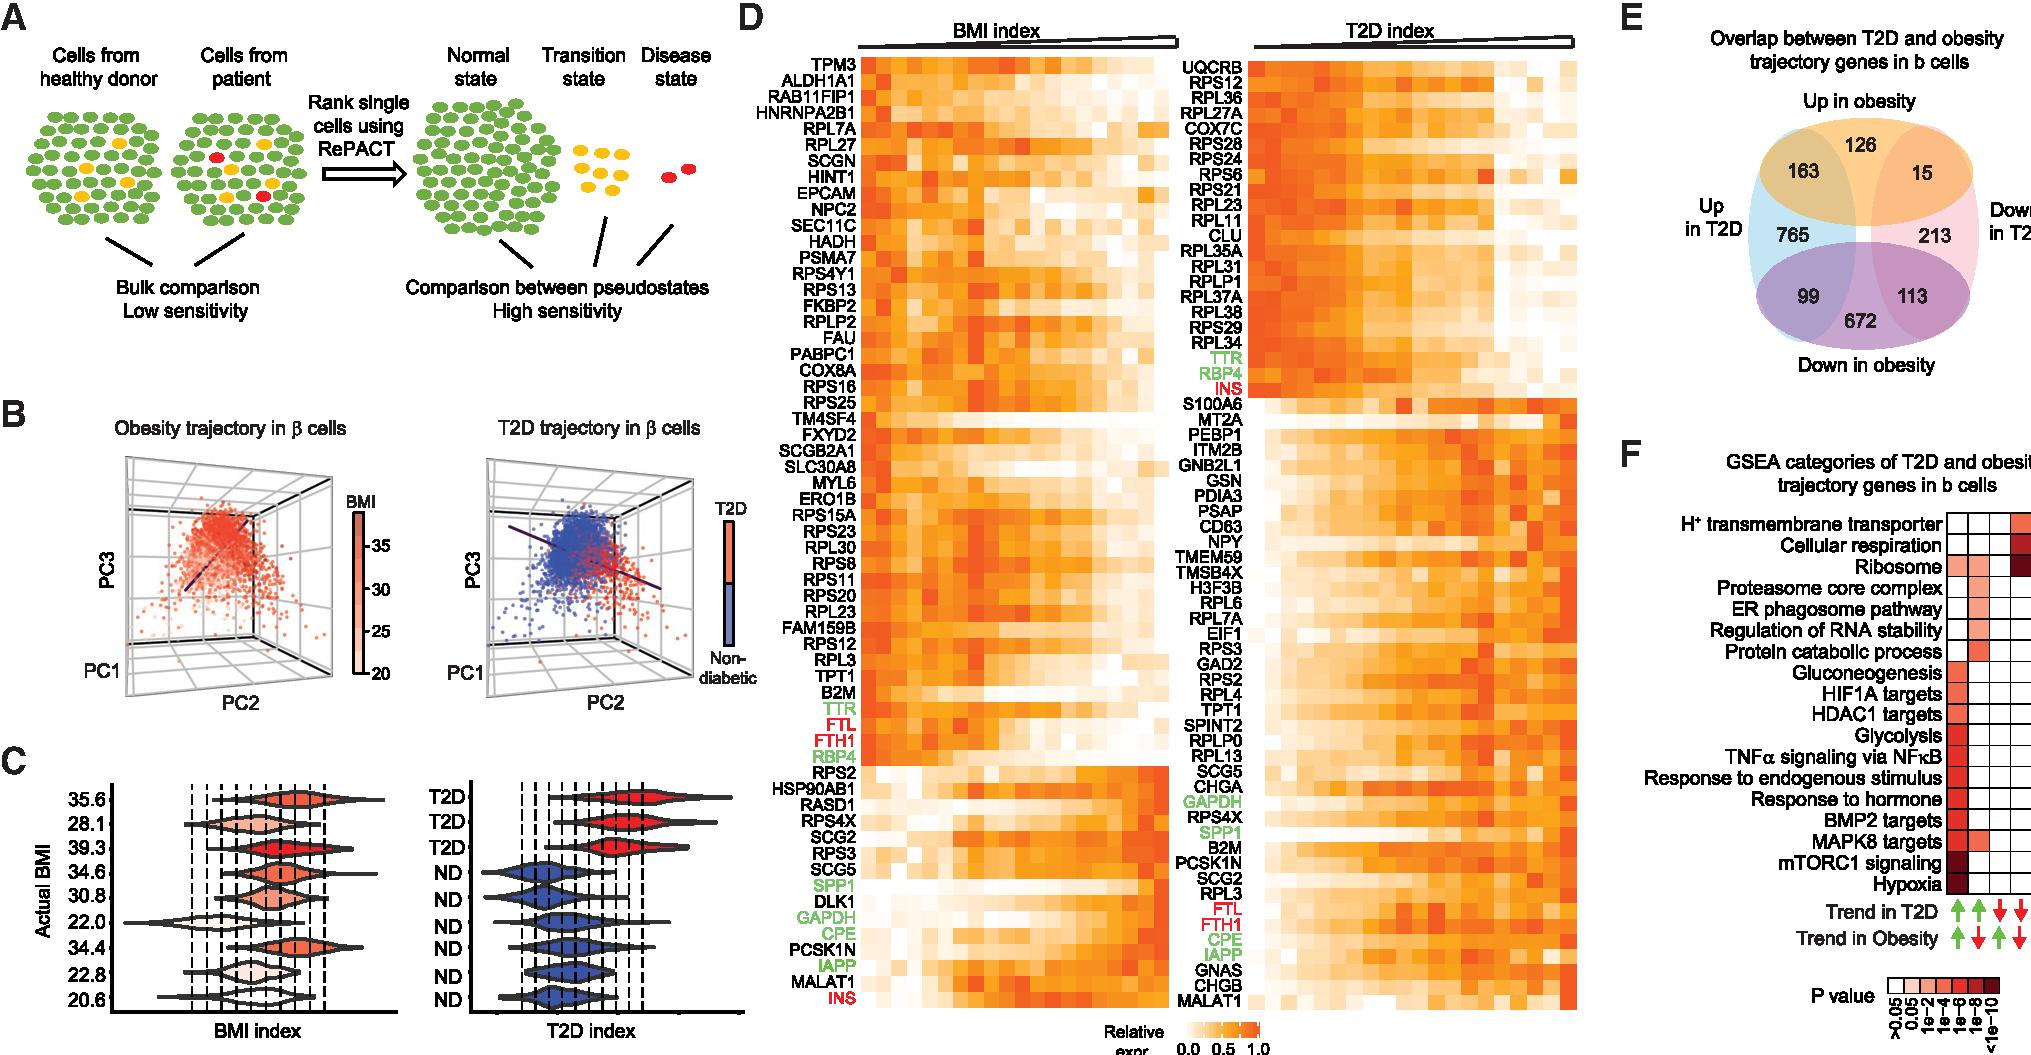 A
Cells from
healthy donor
Cells from
patient
Rank single
cells using
RePACT
Normal
state
Transition
state
Disease
state
Bulk comparison
Low sensitivity
Comparison between pseudostates
High sensitivity
B
Obesity trajectory in β cells
PC3
PC1
PC2
BMI
35
30
25
20
T2D trajectory in β cells
PC3
PC1
PC2
T2D
Non-
diabetic
C
Actual BMI
35.6
28.1
39.3
34.6
30.8
22.0
34.4
22.8
20.6
BMI index
T2D
T2D
T2D
ND
ND
ND
ND
ND
ND
T2D index
D
BMI index
TPM3
ALDH1A1
RAB11FIP1
HNRNPA2B1
RPL7A
RPL27
SCGN
HINT1
EPCAM
NPC2
SEC11C
HADH
PSMA7
RPS4Y1
RPS13
FKBP2
RPLP2
FAU
PABPC1
COX8A
RPS16
RPS25
TM4SF4
FXYD2
SCGB2A1
SLC30A8
MYL6
ERO1B
RPS15A
RPS23
RPL30
RPS8
RPS11
RPS20
RPL23
FAM159B
RPS12
RPL3
TPT1
B2M
TTR
FTL
FTH1
RBP4
RPS2
HSP90AB1
RASD1
RPS4X
SCG2
RPS3
SCG5
SPP1
DLK1
GAPDH
CPE
PCSK1N
IAPP
MALAT1
INS
T2D index
UQCRB
RPS12
RPL36
RPL27A
COX7C
RPS28
RPS24
RPS6
RPS21
RPL23
RPL11
CLU
RPL35A
RPL31
RPLP1
RPL37A
RPL38
RPS29
RPL34
TTR
RBP4
INS
S100A6
MT2A
PEBP1
ITM2B
GNB2L1
GSN
PDIA3
PSAP
CD63
NPY
TMEM59
TMSB4X
H3F3B
RPL6
RPL7A
EIF1
RPS3
GAD2
RPS2
RPL4
TPT1
SPINT2
RPLP0
RPL13
SCG5
CHGA
GAPDH
RPS4X
SPP1
B2M
PCSK1N
SCG2
RPL3
FTL
FTH1
CPE
IAPP
GNAS
CHGB
MALAT1
Relative
expr
0.0 0.5 1.0
E
Overlap between T2D and obesity
trajectory genes in b cells
Up in obesity
126
163
15
Up
in T2D
765
213
Down
in T2
99
113
672
Down in obesity
F
GSEA categories of T2D and obesit
trajectory genes in b cells
H⁺ transmembrane transporter
Cellular respiration
Ribosome
Proteasome core complex
ER phagosome pathway
Regulation of RNA stability
Protein catabolic process
Gluconeogenesis
HIF1A targets
HDAC1 targets
Glycolysis
TNFα signaling via NFκB
Response to endogenous stimulus
Response to hormone
BMP2 targets
MAPK8 targets
mTORC1 signaling
Hypoxia
Trend in T2D
Trend in Obesity
P value
>0.05
0.05
1e-2
1e-4
1e-6
1e-8
<1e-10